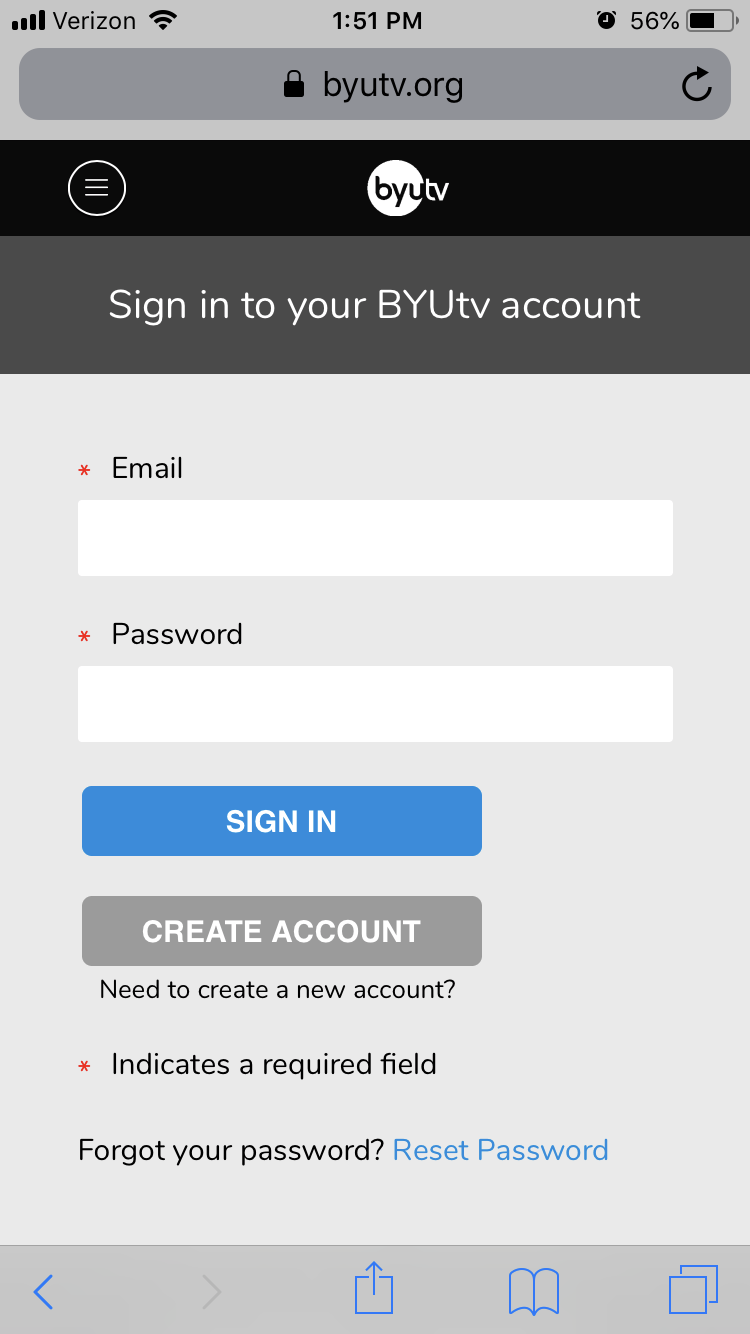 Verizon 1:51 PM 56%
byutv.org
byutv
Sign in to your BYUtv account
* Email
* Password
SIGN IN
CREATE ACCOUNT
Need to create a new account?
* Indicates a required field
Forgot your password? Reset Password